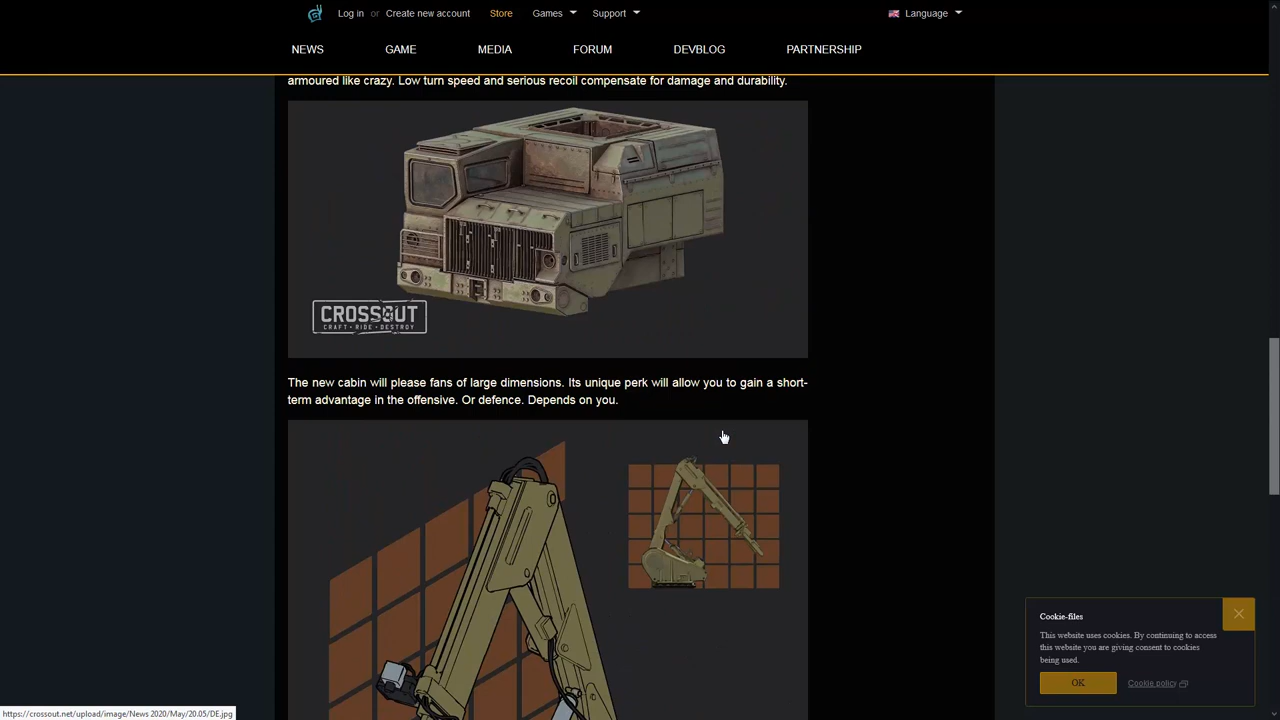 Log in or Create new account Store Games Support Language
NEWS GAME MEDIA FORUM DEVBLOG PARTNERSHIP
armoured like crazy. Low turn speed and serious recoil compensate for damage and durability.
CROSSOUT
CRAFT • RIDE • DESTROY
The new cabin will please fans of large dimensions. Its unique perk will allow you to gain a short-
term advantage in the offensive. Or defence. Depends on you.
Cookie-files
This website uses cookies. By continuing to access
this website you are giving consent to cookies
being used.
OK Cookie policy
https://crossout.net/upload/image/News 2020/May/20.05/DE.jpg